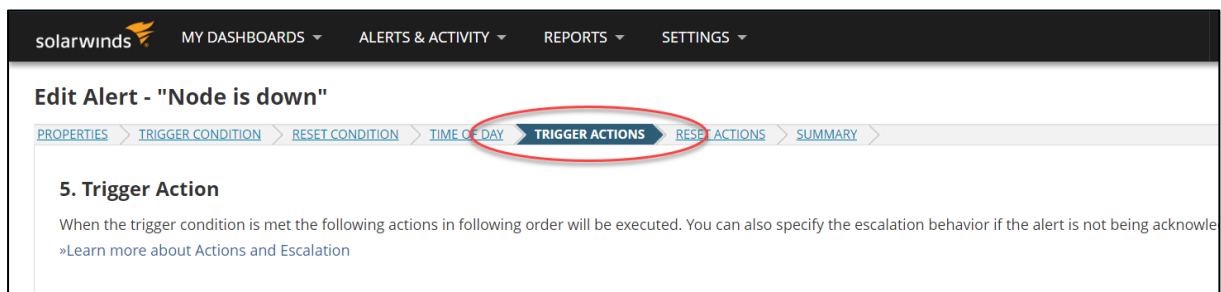 solarwinds MY DASHBOARDS ALERTS & ACTIVITY REPORTS SETTINGS
Edit Alert - "Node is down"
PROPERTIES TRIGGER CONDITION RESET CONDITION TIME OF DAY TRIGGER ACTIONS RESET ACTIONS SUMMARY
5. Trigger Action
When the trigger condition is met the following actions in following order will be executed. You can also specify the escalation behavior if the alert is not being
»Learn more about Actions and Escalation